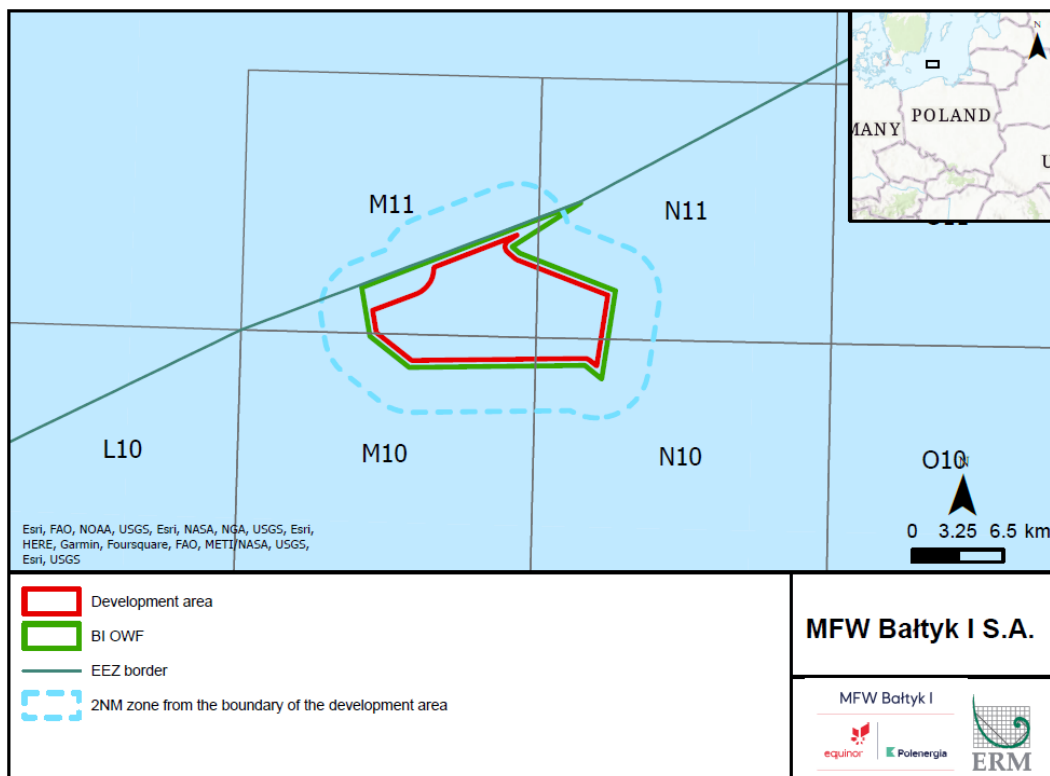 N
POLAND
MANY
U
M11
N11
L10
M10
N10
O10
N
0 3.25 6.5 km
Esri, FAO, NOAA, USGS, Esri, NASA, NGA, USGS, Esri,
HERE, Garmin, Foursquare, FAO, METI/NASA, USGS,
Esri, USGS
Development area
BI OWF
EEZ border
2NM zone from the boundary of the development area
MFW Bałtyk I S.A.
MFW Bałtyk I
equinor
Polenergia
ERM